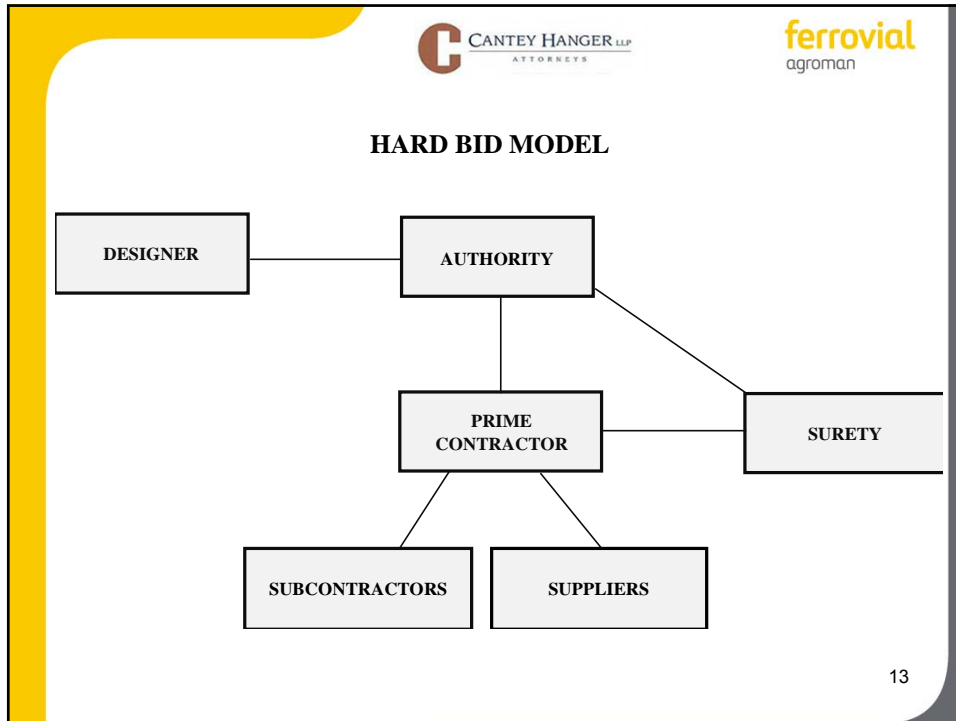 CANTEY HANGER LLP
ATTORNEYS
ferrovial
agroman
HARD BID MODEL
DESIGNER
AUTHORITY
PRIME
CONTRACTOR
SURETY
SUBCONTRACTORS
SUPPLIERS
13